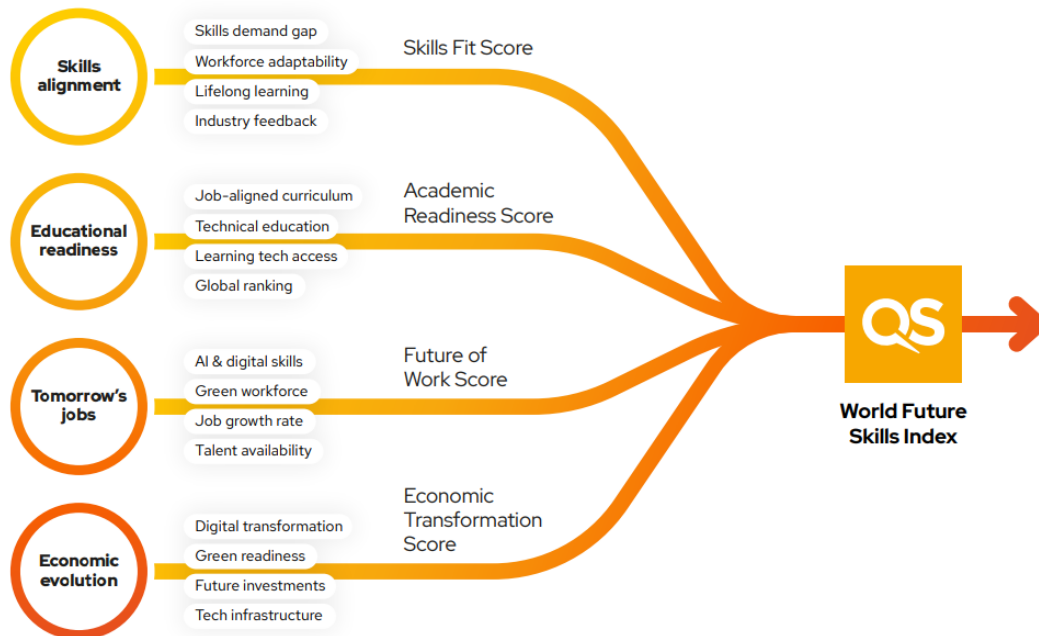 Skills
alignment
Skills demand gap
Workforce adaptability
Lifelong learning
Industry feedback
Skills Fit Score
Educational
readiness
Job-aligned curriculum
Technical education
Learning tech access
Global ranking
Academic
Readiness Score
Tomorrow's
jobs
AI & digital skills
Green workforce
Job growth rate
Talent availability
Future of
Work Score
Economic
evolution
Digital transformation
Green readiness
Future investments
Tech infrastructure
Economic
Transformation
Score
QS
World Future
Skills Index